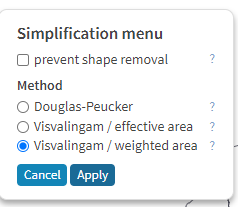 Simplification menu
prevent shape removal ?
Method
Douglas-Peucker ?
Visvalingam / effective area ?
Visvalingam / weighted area ?
Cancel Apply